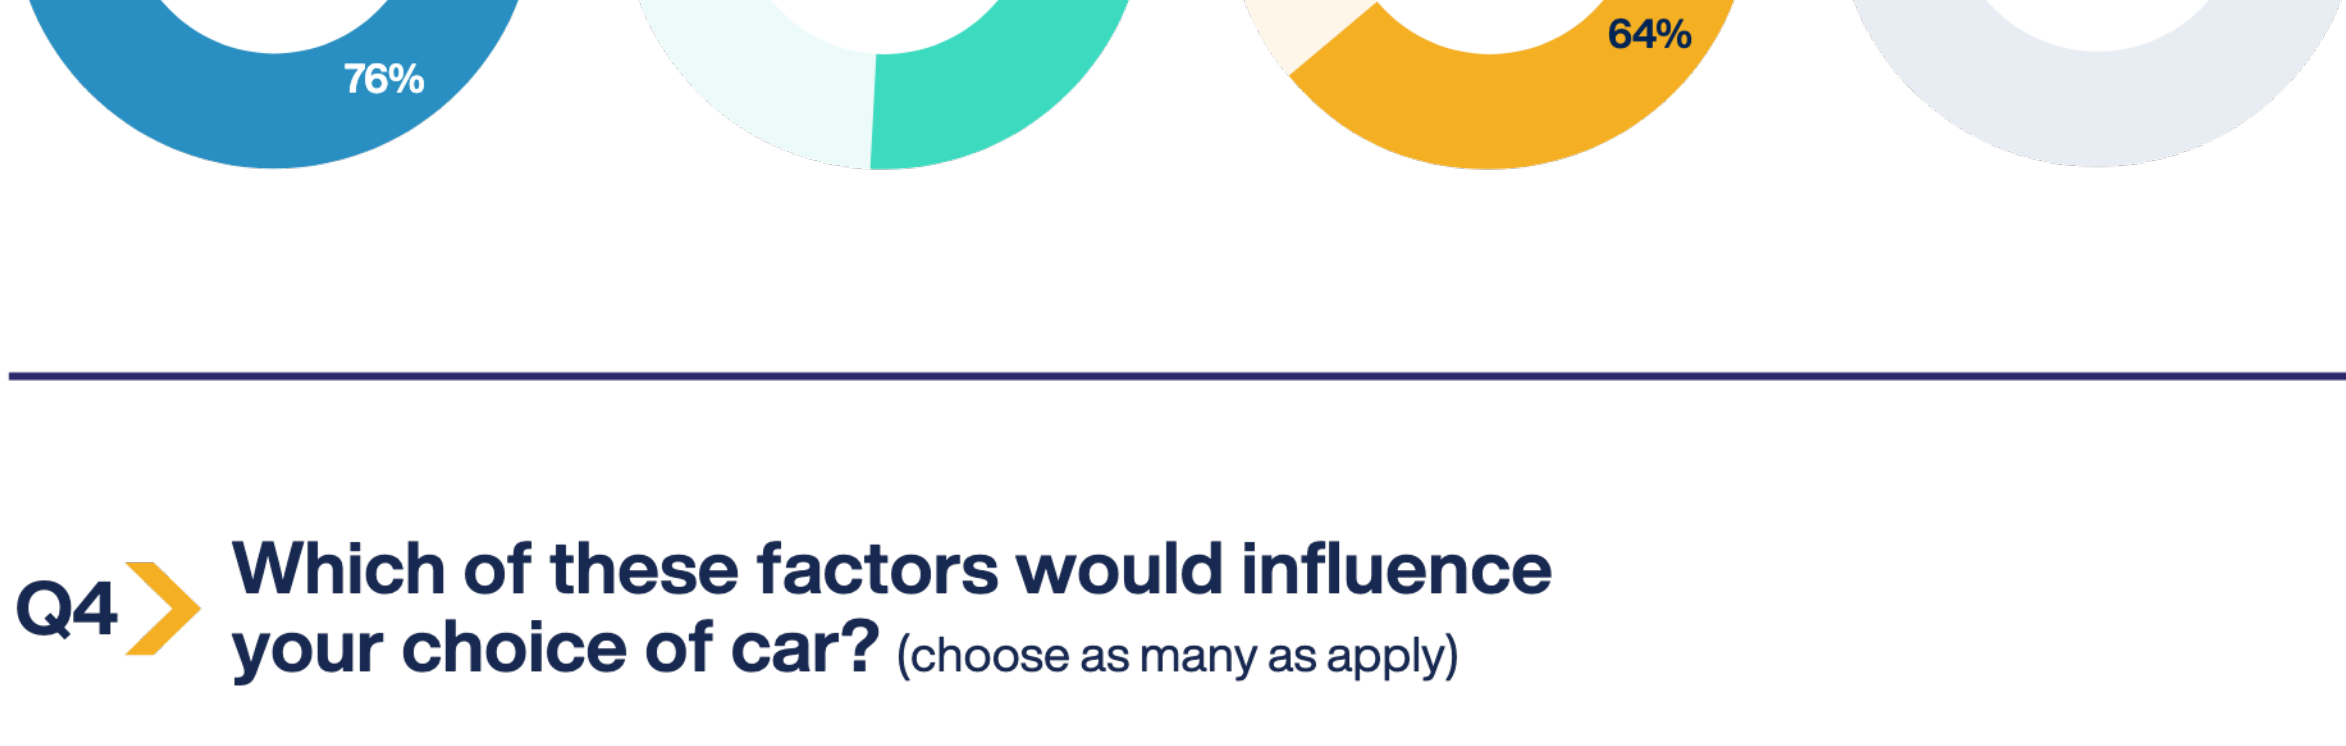 76%
64%
Q4
Which of these factors would influence
your choice of car? (choose as many as apply)